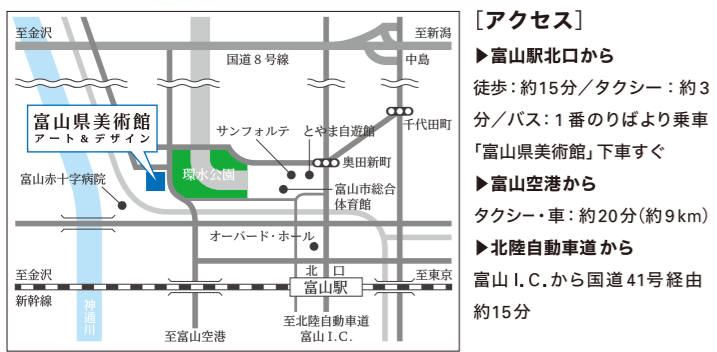 至金沢
至新潟
国道8号線
中島
富山県美術館
アート&デザイン
千代田町
サンフォルテ
とやま自遊館
奥田新町
環水公園
富山赤十字病院
富山市総合
体育館
オーバード・ホール
至金沢
北口
至東京
新幹線
富山駅
神通川
至富山空港
至北陸自動車道
富山I.C.
[アクセス]
▶富山駅北口から
徒歩:約15分/タクシー:約3
分/バス:1番のりばより乗車
「富山県美術館」下車すぐ
▶富山空港から
タクシー・車:約20分(約9km)
▶北陸自動車道から
富山I.C.から国道41号経由
約15分